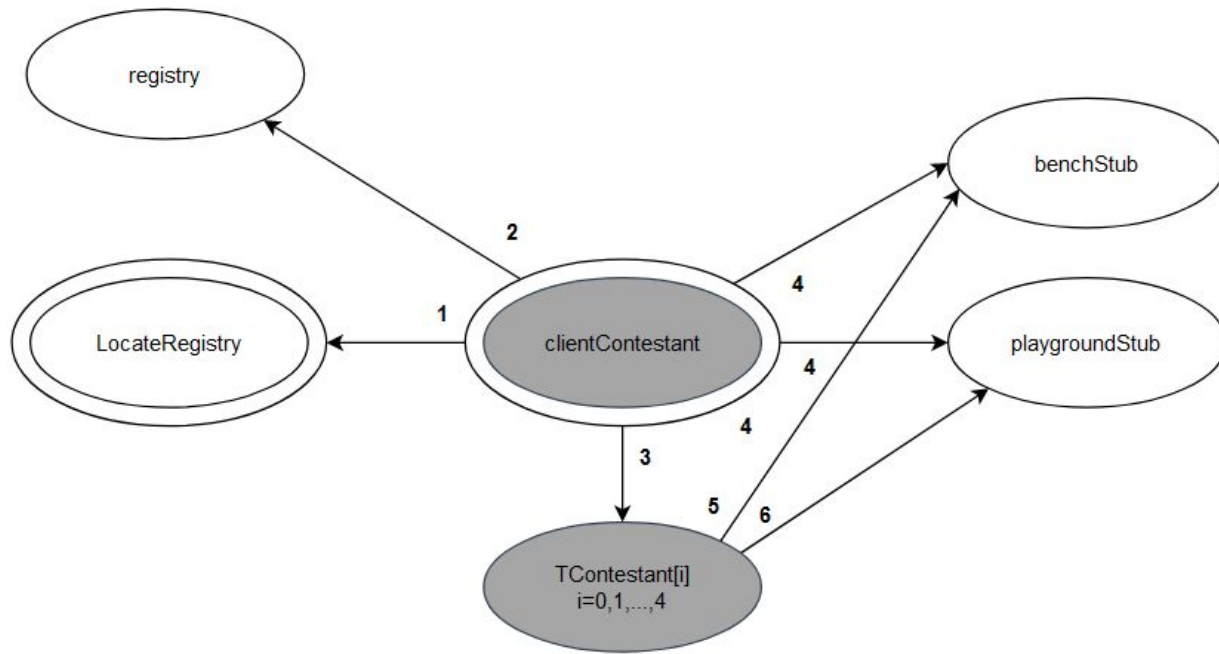 registry
benchStub
2
4
1
LocateRegistry
clientContestant
playgroundStub
4
4
3
5
6
TContestant[i]
i=0,1,...,4